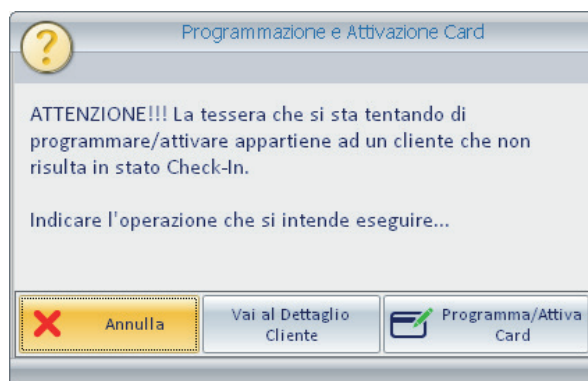 Programmazione e Attivazione Card
ATTENZIONE!!! La tessera che si sta tentando di
programmare/attivare appartiene ad un cliente che non
risulta in stato Check-In.
Indicare l'operazione che si intende eseguire...
Annulla
Vai al Dettaglio
Cliente
Programma/Attiva
Card